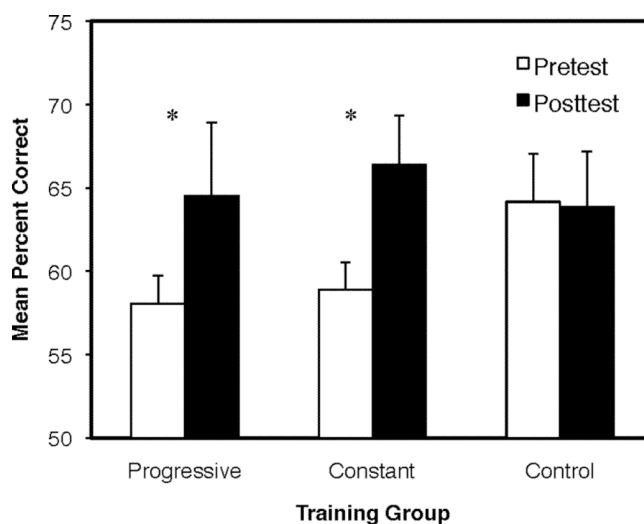 75
70
65
60
55
50
Mean Percent Correct
Pretest
Posttest
*
*
Progressive
Constant
Control
Training Group